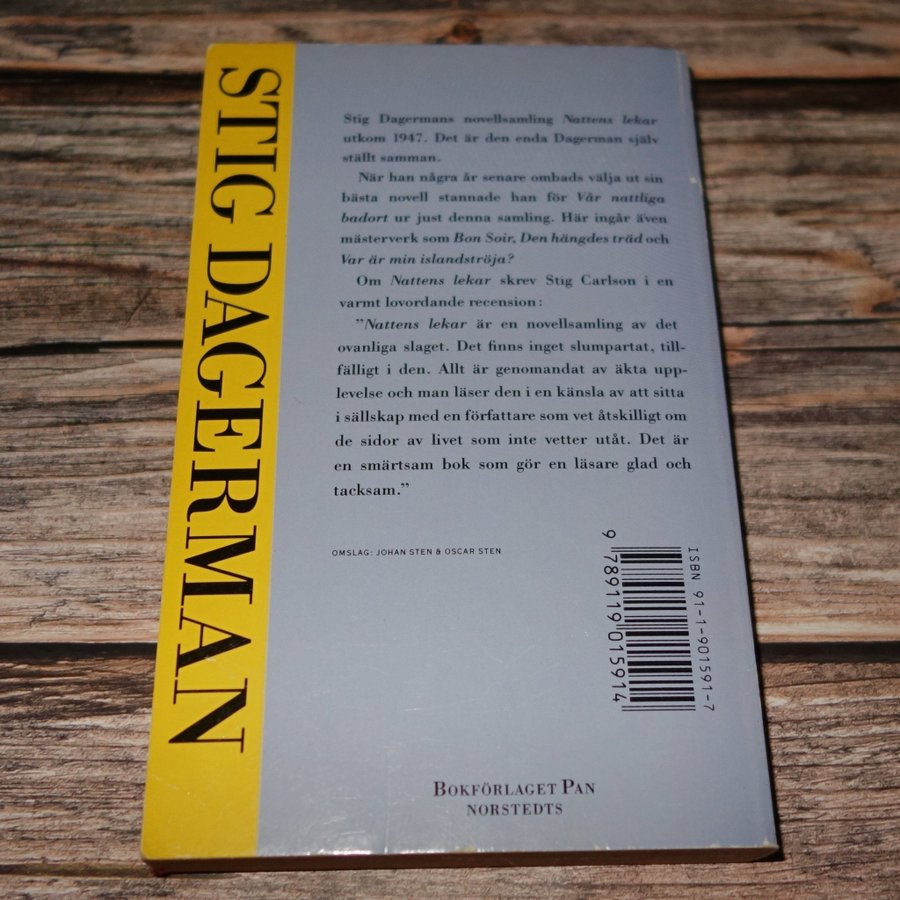 STIG DAGERMAN
Stig Dagermans novellsamling Nattens lekar
utkom 1947. Det är den enda Dagerman själv
ställt samman.
När han några år senare ombads välja ut sin
bästa novell stannade han för Vår nattliga
badort ur just denna samling. Här ingår även
mästerverk som Bon Soir, Den hängdes träd och
Var är min islandströja?
Om Nattens lekar skrev Stig Carlson i en
varmt lovordande recension:
”Nattens lekar är en novellsamling av det
ovanliga slaget. Det finns inget slumpartat, till-
fälligt i den. Allt är genomandat av äkta upp-
levelse och man läser den i en känsla av att sitta
i sällskap med en författare som vet åtskilligt om
de sidor av livet som inte vetter utåt. Det är
en smärtsam bok som gör en läsare glad och
tacksam.”
OMSLAG: JOHAN STEN & OSCAR STEN
ISBN 91-1-901591-7
9 789119 015914
BOKFÖRLAGET PAN
NORSTEDTS